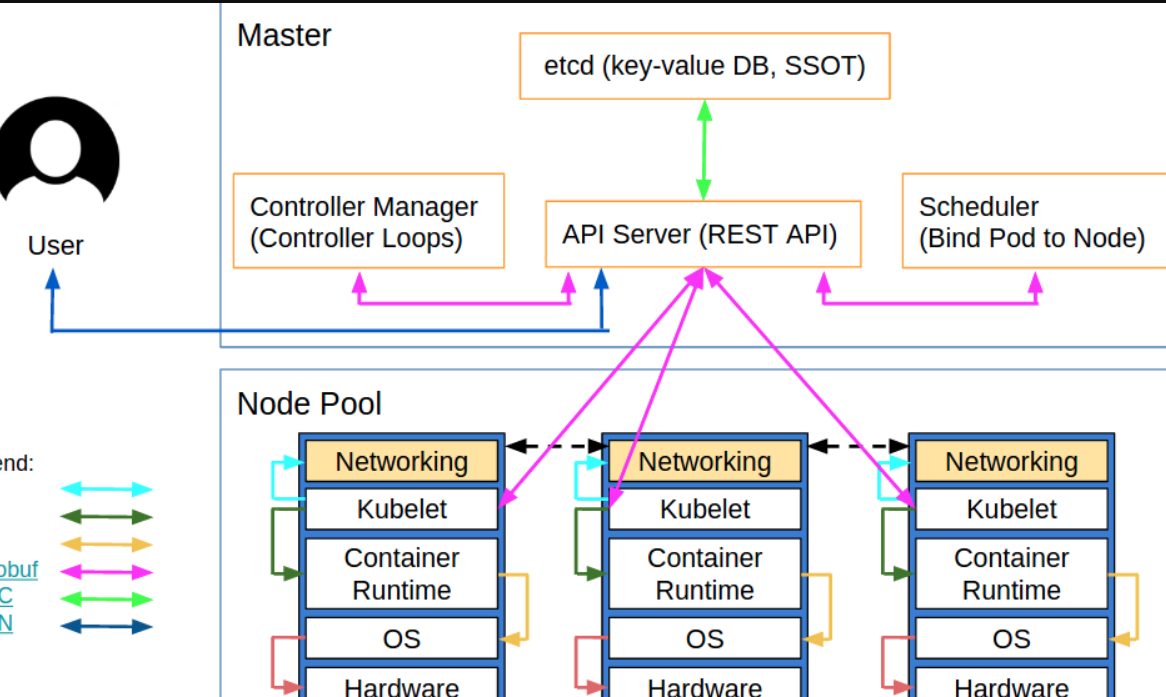 Master
etcd (key-value DB, SSOT)
Controller Manager
(Controller Loops)
API Server (REST API)
Scheduler
(Bind Pod to Node)
User
Node Pool
end:
obuf
C
N
Networking
Kubelet
Container
Runtime
OS
Hardware
Networking
Kubelet
Container
Runtime
OS
Hardware
Networking
Kubelet
Container
Runtime
OS
Hardware